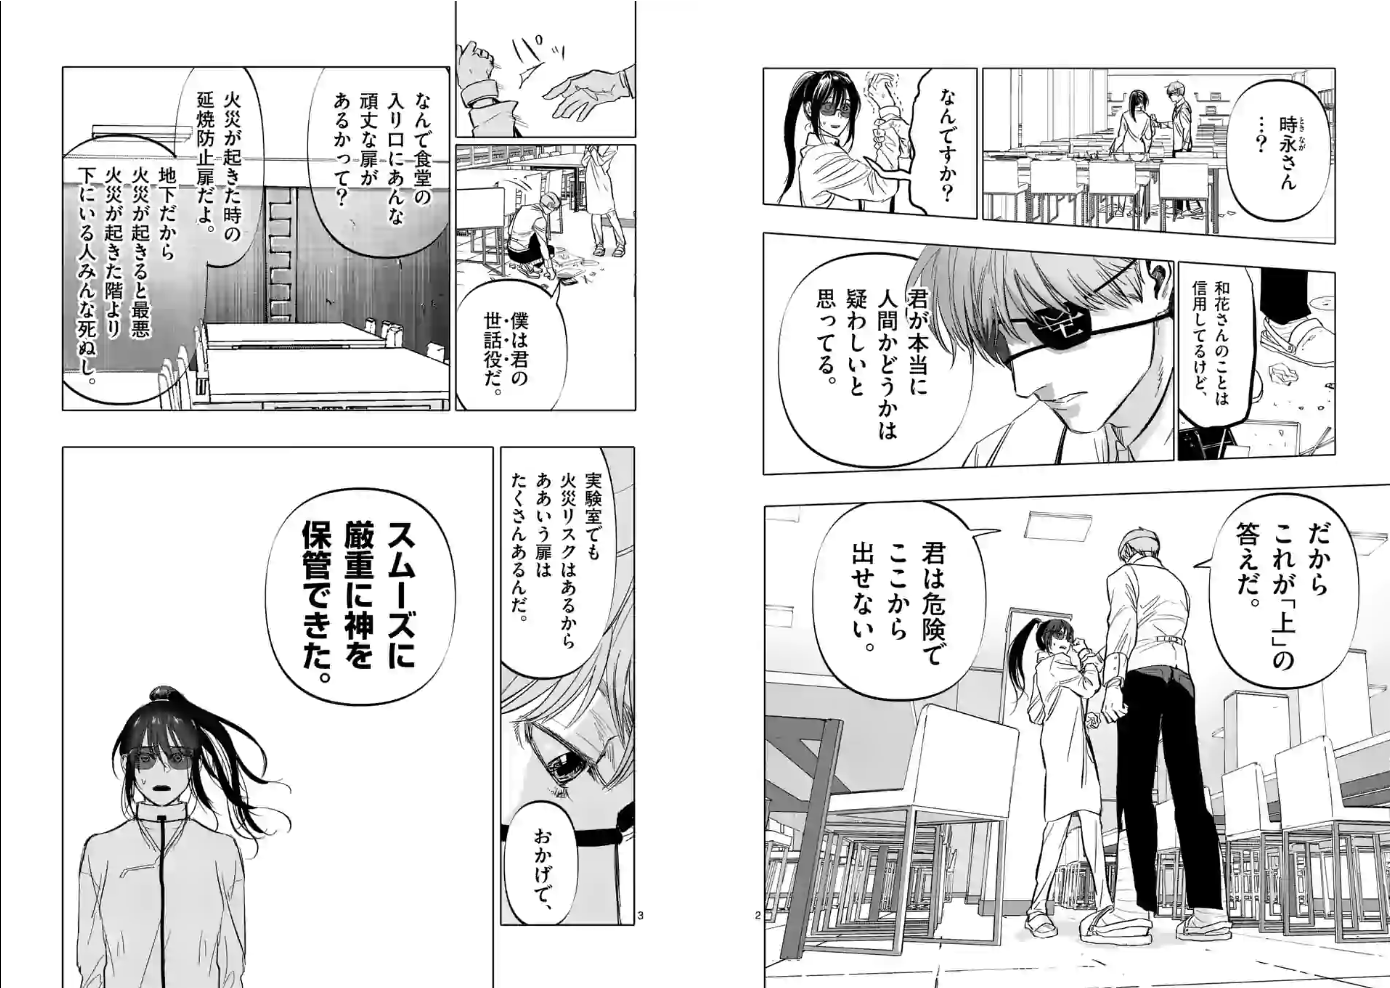 時永さん
…？
ときなが
なんですか？
和花さんのことは
信用してるけど、
君が本当に
人間かどうかは
疑わしいと
思ってる。
だから
これが「上」の
答えだ。
君は危険で
ここから
出せない。
2
僕は君の
世話役だ。
なんで食堂の
入り口にあんな
頑丈な扉が
あるかって？
火災が起きた時の
延焼防止扉だよ。
地下だから
火災が起きると最悪
火災が起きた階より
下にいる人みんな死ぬし。
実験室でも
火災リスクはあるから
ああいう扉は
たくさんあるんだ。
おかげで、
スムーズに
厳重に神を
保管できた。
3